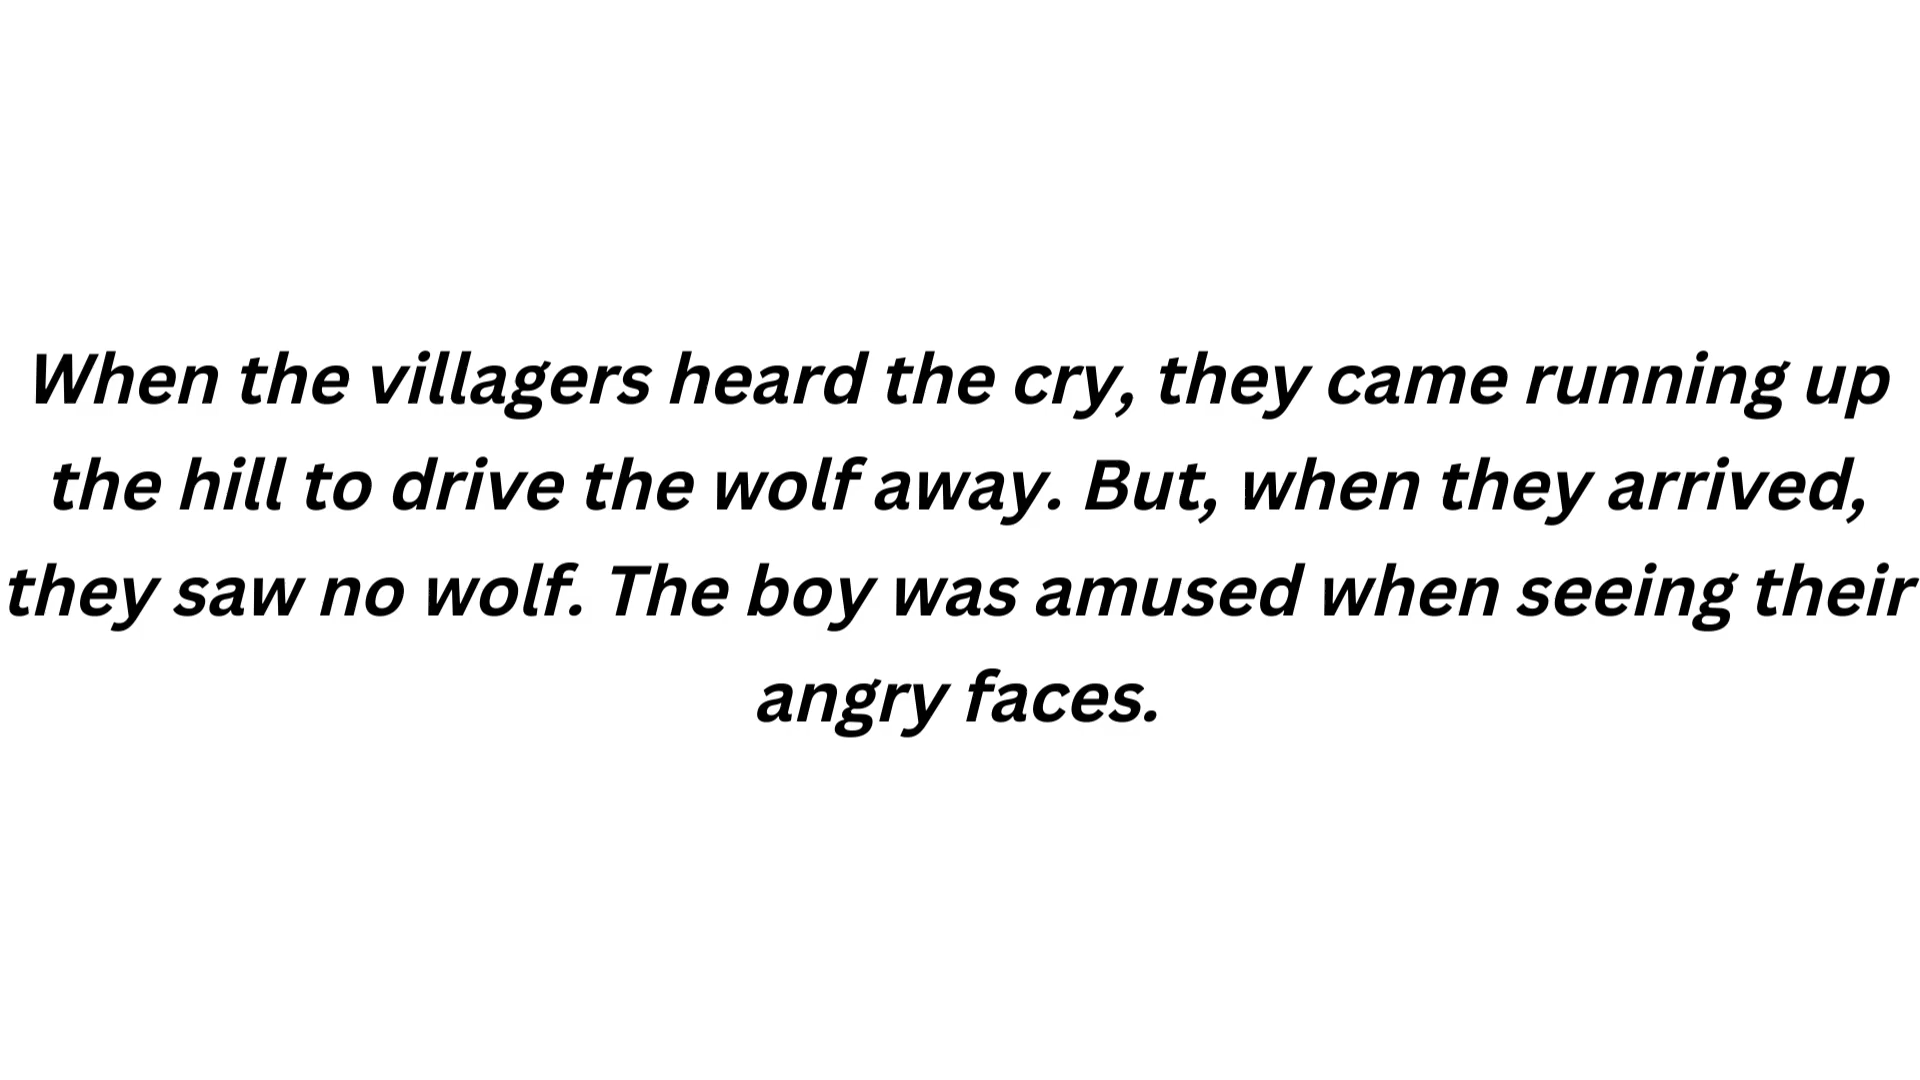 When the villagers heard the cry, they came running up
the hill to drive the wolf away. But, when they arrived,
they saw no wolf. The boy was amused when seeing their
angry faces.